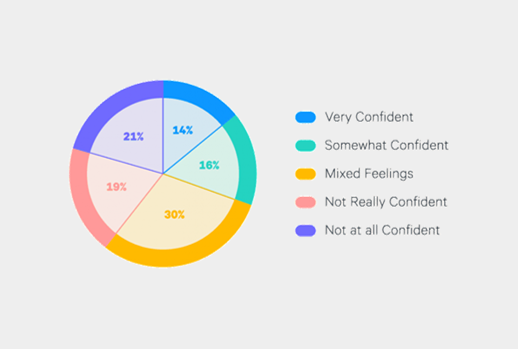 14%
16%
30%
19%
21%
Very Confident
Somewhat Confident
Mixed Feelings
Not Really Confident
Not at all Confident